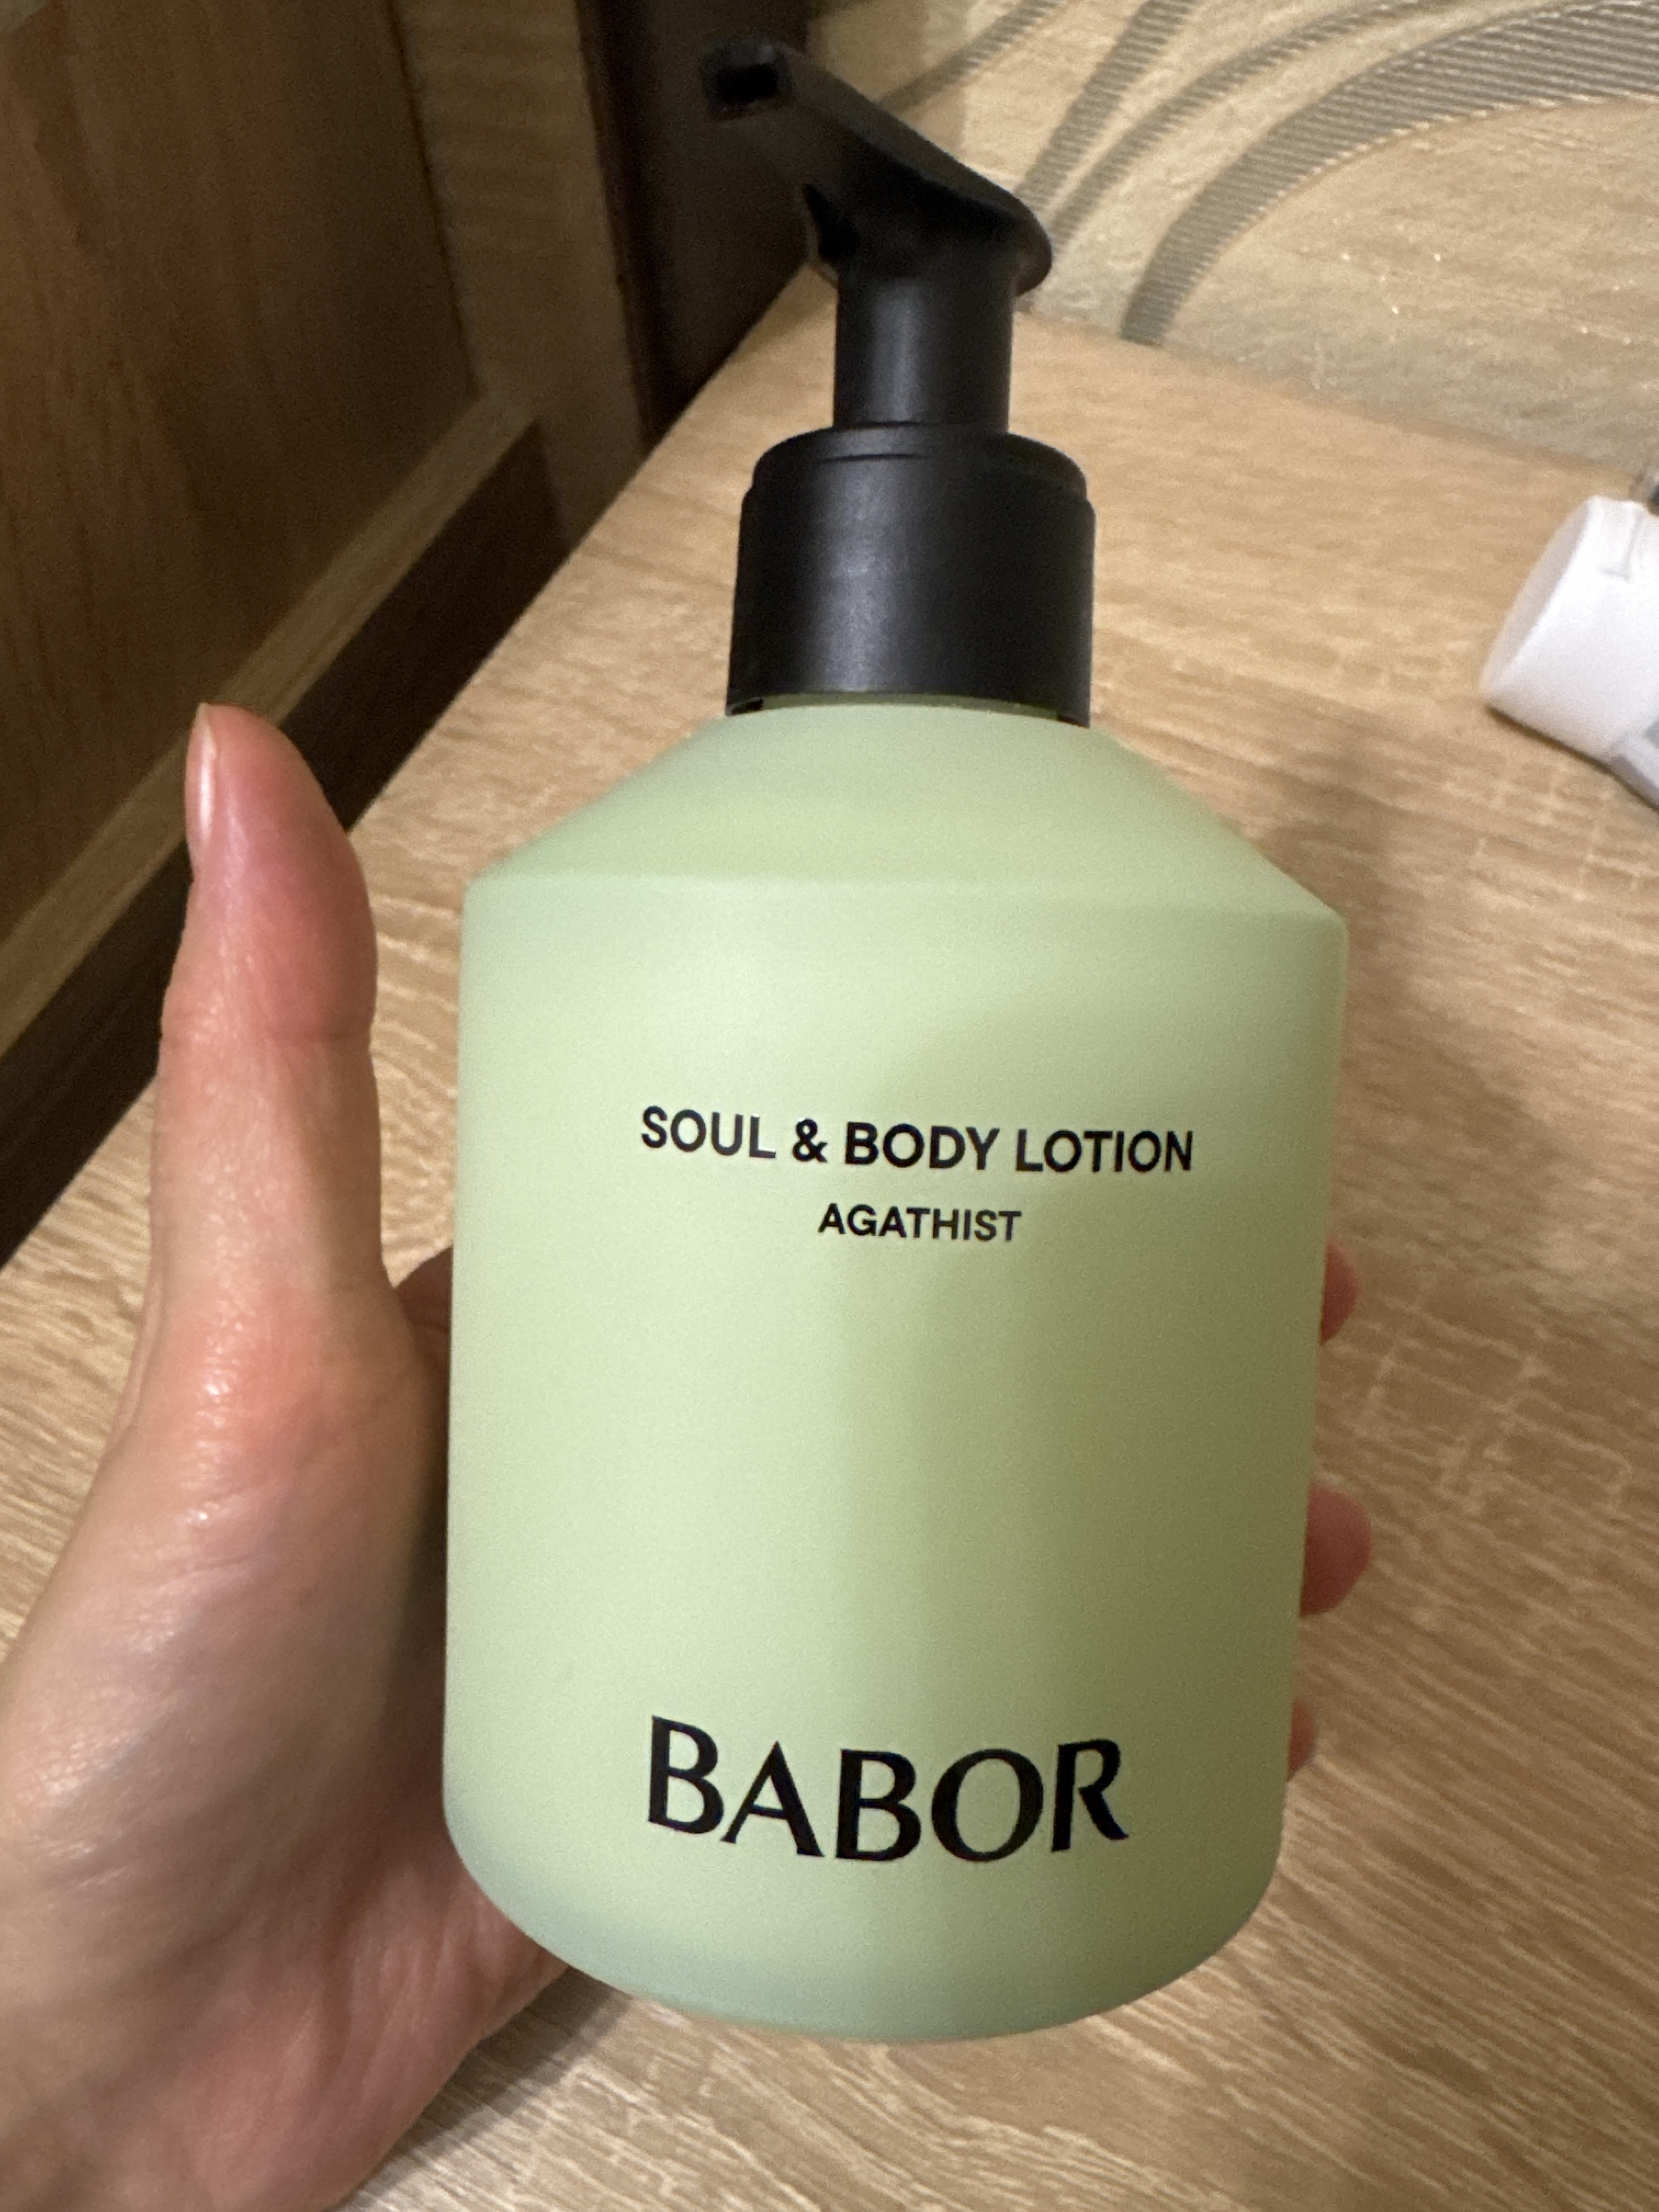 SOUL & BODY LOTION
AGATHIST
BABOR